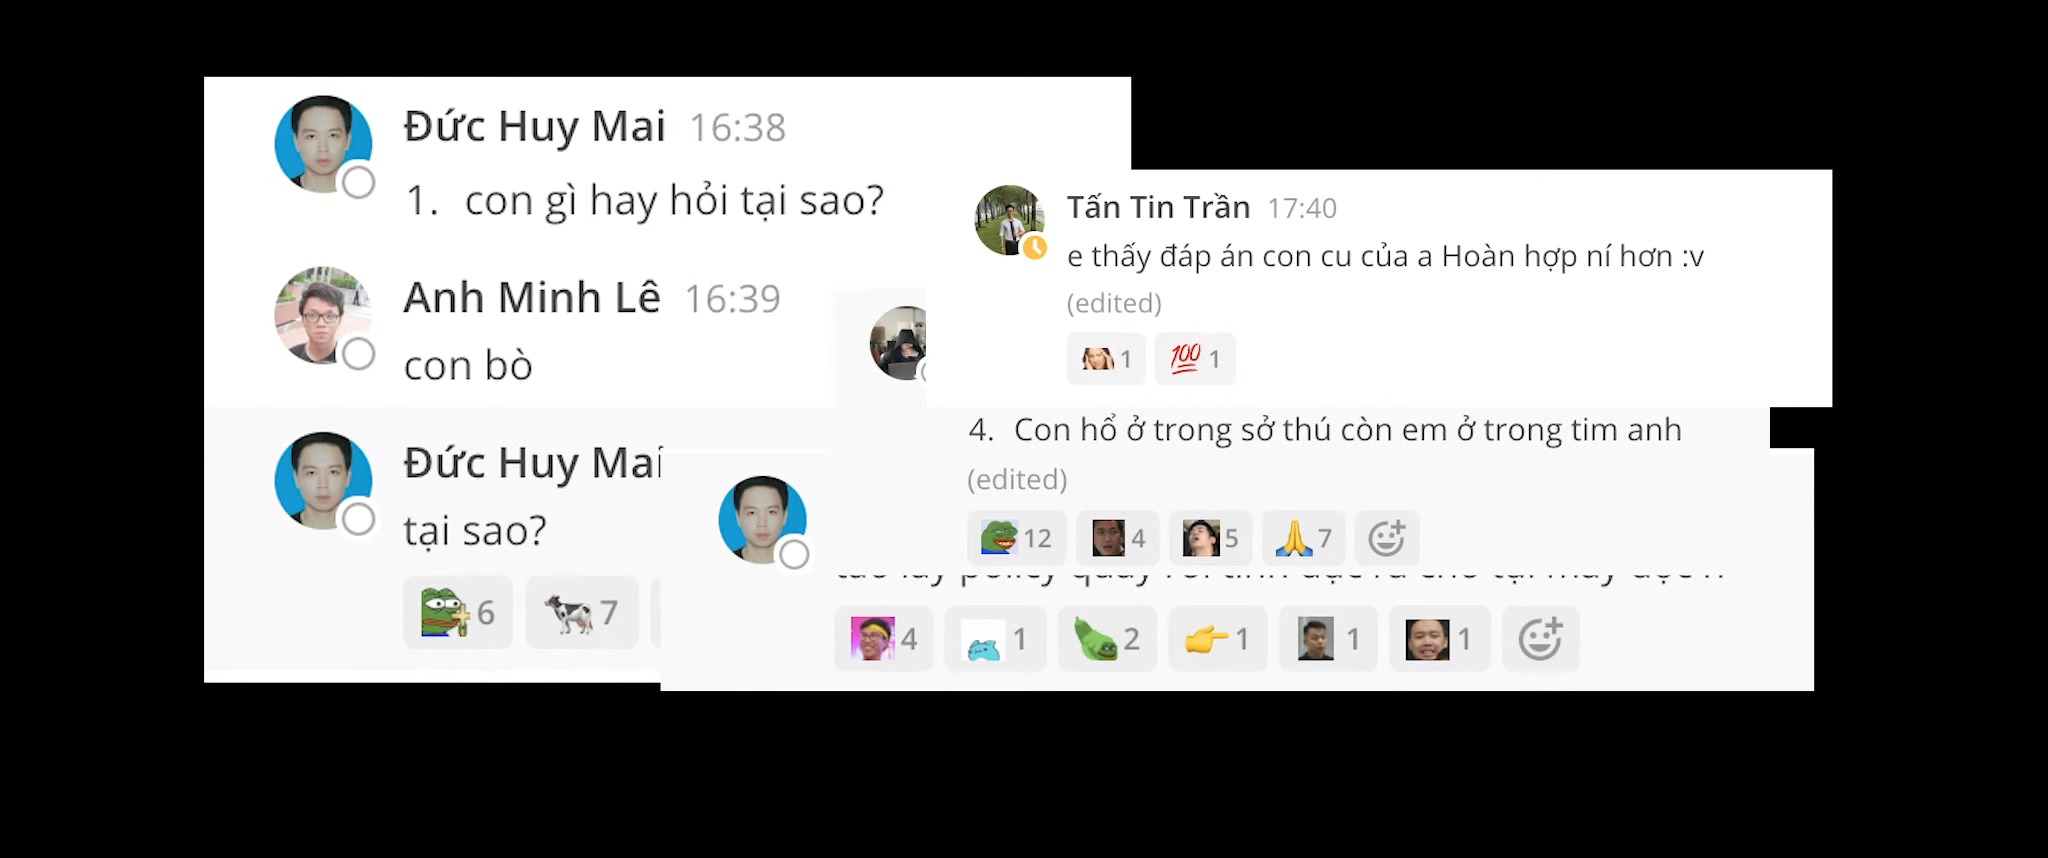 Đức Huy Mai 16:38
1. con gì hay hỏi tại sao?
Anh Minh Lê 16:39
con bò
Đức Huy Mai
tại sao?
6 7
Tấn Tin Trần 17:40
e thấy đáp án con cu của a Hoàn hợp ní hơn :v
(edited)
1 100 1
4. Con hổ ở trong sở thú còn em ở trong tim anh
(edited)
12 4 5 7
4 1 2 1 1 1